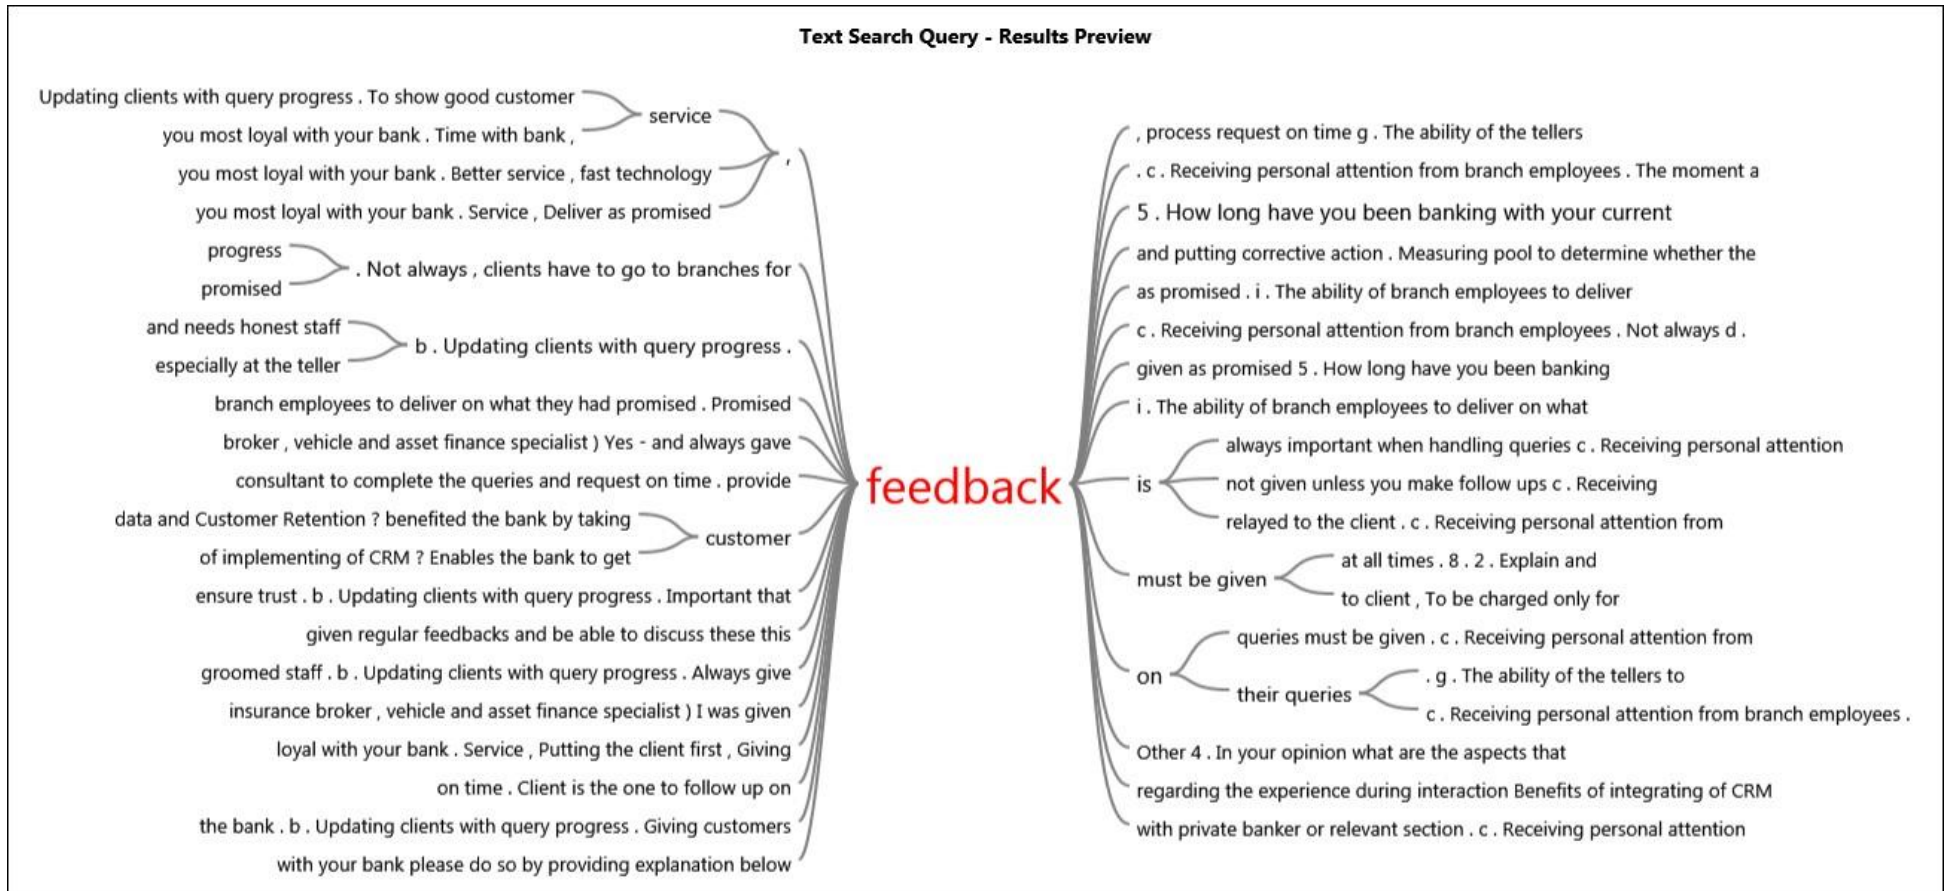 Text Search Query - Results Preview
Updating clients with query progress . To show good customer
service
you most loyal with your bank . Time with bank ,
,
you most loyal with your bank . Better service , fast technology
you most loyal with your bank . Service , Deliver as promised
progress
. Not always , clients have to go to branches for
promised
and needs honest staff
b . Updating clients with query progress .
especially at the teller
branch employees to deliver on what they had promised . Promised
broker , vehicle and asset finance specialist ) Yes - and always gave
consultant to complete the queries and request on time . provide
data and Customer Retention ? benefited the bank by taking
customer
of implementing of CRM ? Enables the bank to get
ensure trust . b . Updating clients with query progress . Important that
given regular feedbacks and be able to discuss these this
groomed staff . b . Updating clients with query progress . Always give
insurance broker , vehicle and asset finance specialist ) I was given
loyal with your bank . Service , Putting the client first , Giving
on time . Client is the one to follow up on
the bank . b . Updating clients with query progress . Giving customers
with your bank please do so by providing explanation below
feedback
, process request on time g . The ability of the tellers
. c . Receiving personal attention from branch employees . The moment a
5 . How long have you been banking with your current
and putting corrective action . Measuring pool to determine whether the
as promised . i . The ability of branch employees to deliver
c . Receiving personal attention from branch employees . Not always d .
given as promised 5 . How long have you been banking
i . The ability of branch employees to deliver on what
always important when handling queries c . Receiving personal attention
is
not given unless you make follow ups c . Receiving
relayed to the client . c . Receiving personal attention from
at all times . 8 . 2 . Explain and
must be given
to client , To be charged only for
queries must be given . c . Receiving personal attention from
on
. g . The ability of the tellers to
their queries
c . Receiving personal attention from branch employees .
Other 4 . In your opinion what are the aspects that
regarding the experience during interaction Benefits of integrating of CRM
with private banker or relevant section . c . Receiving personal attention